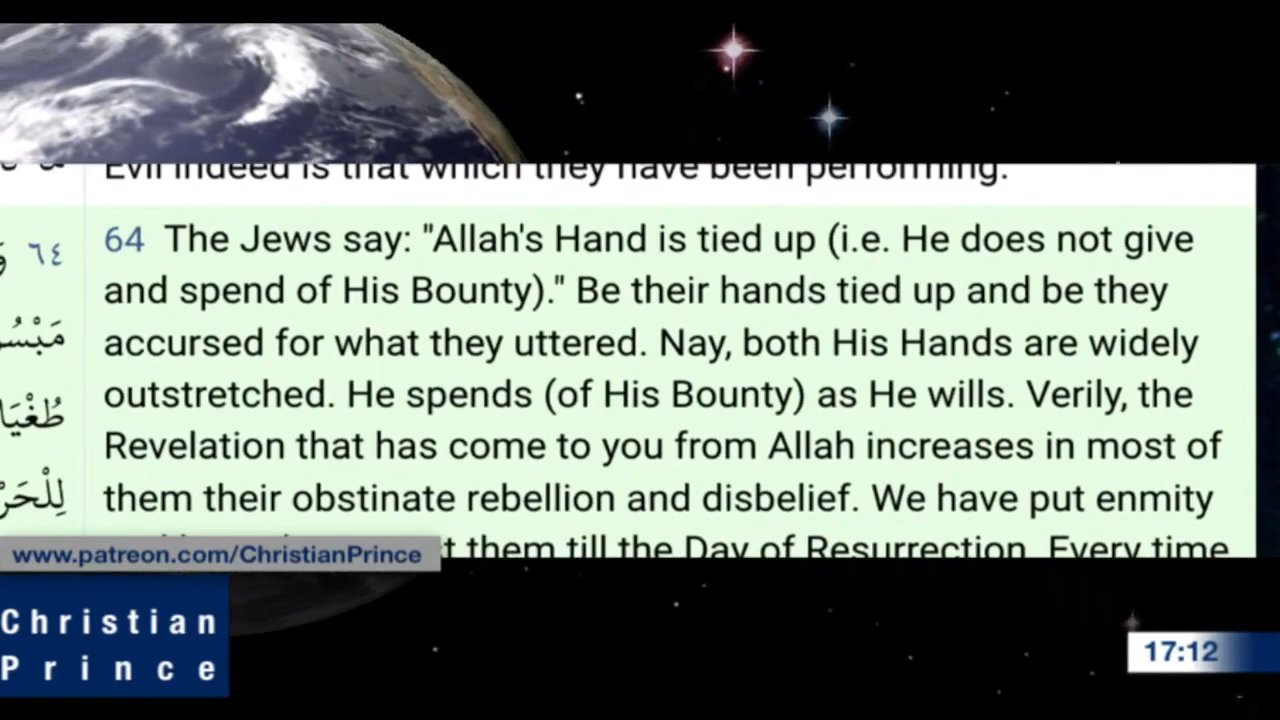 Evil indeed is that which they have been performing.
64 The Jews say: "Allah's Hand is tied up (i.e. He does not give
and spend of His Bounty)." Be their hands tied up and be they
accursed for what they uttered. Nay, both His Hands are widely
outstretched. He spends (of His Bounty) as He wills. Verily, the
Revelation that has come to you from Allah increases in most of
them their obstinate rebellion and disbelief. We have put enmity
them till the Day of Resurrection. Every time
٦٤
www.patreon.com/ChristianPrince
Christian
Prince
17:12